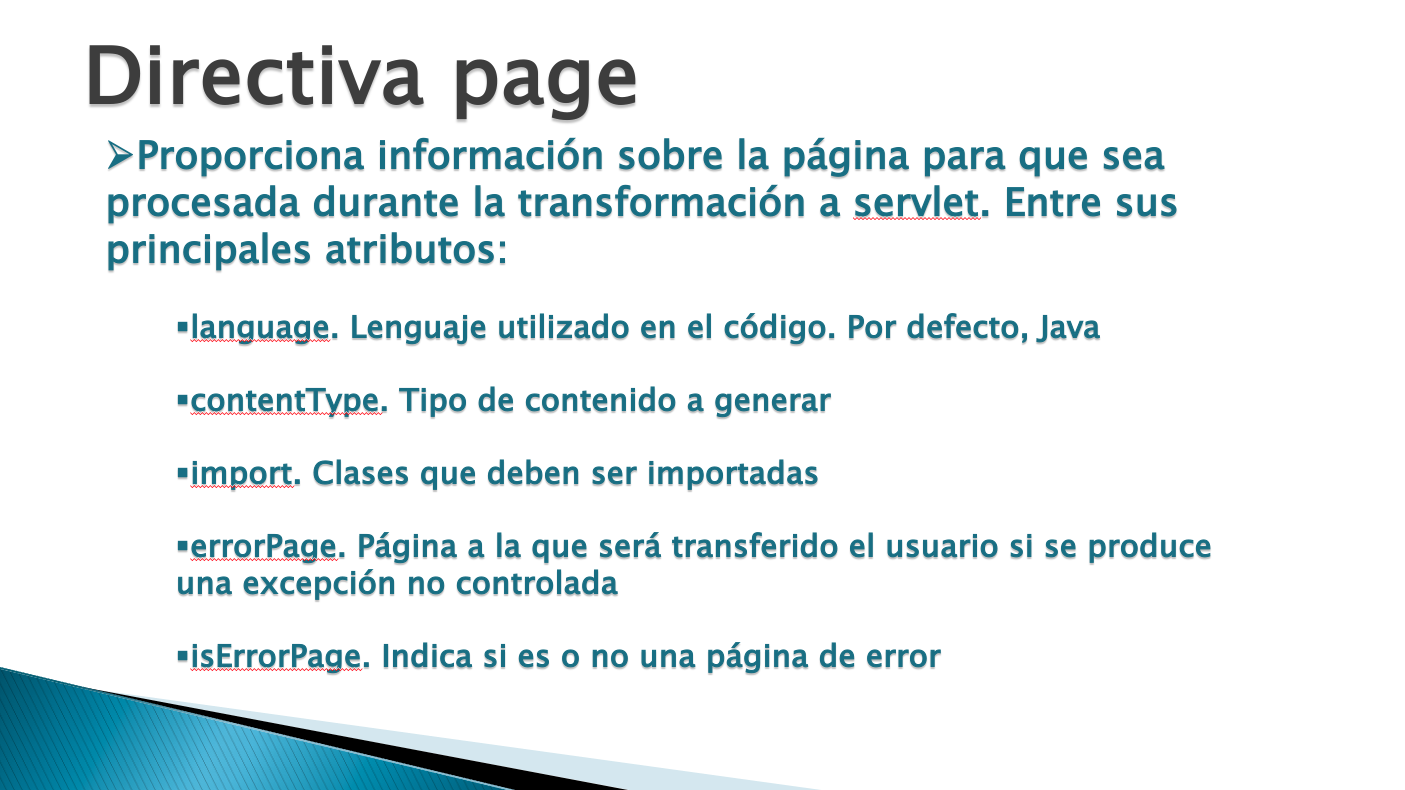 Directiva page
➢Proporciona información sobre la página para que sea
procesada durante la transformación a servlet. Entre sus
principales atributos:
▪language. Lenguaje utilizado en el código. Por defecto, Java
▪contentType. Tipo de contenido a generar
▪import. Clases que deben ser importadas
▪errorPage. Página a la que será transferido el usuario si se produce
una excepción no controlada
▪isErrorPage. Indica si es o no una página de error